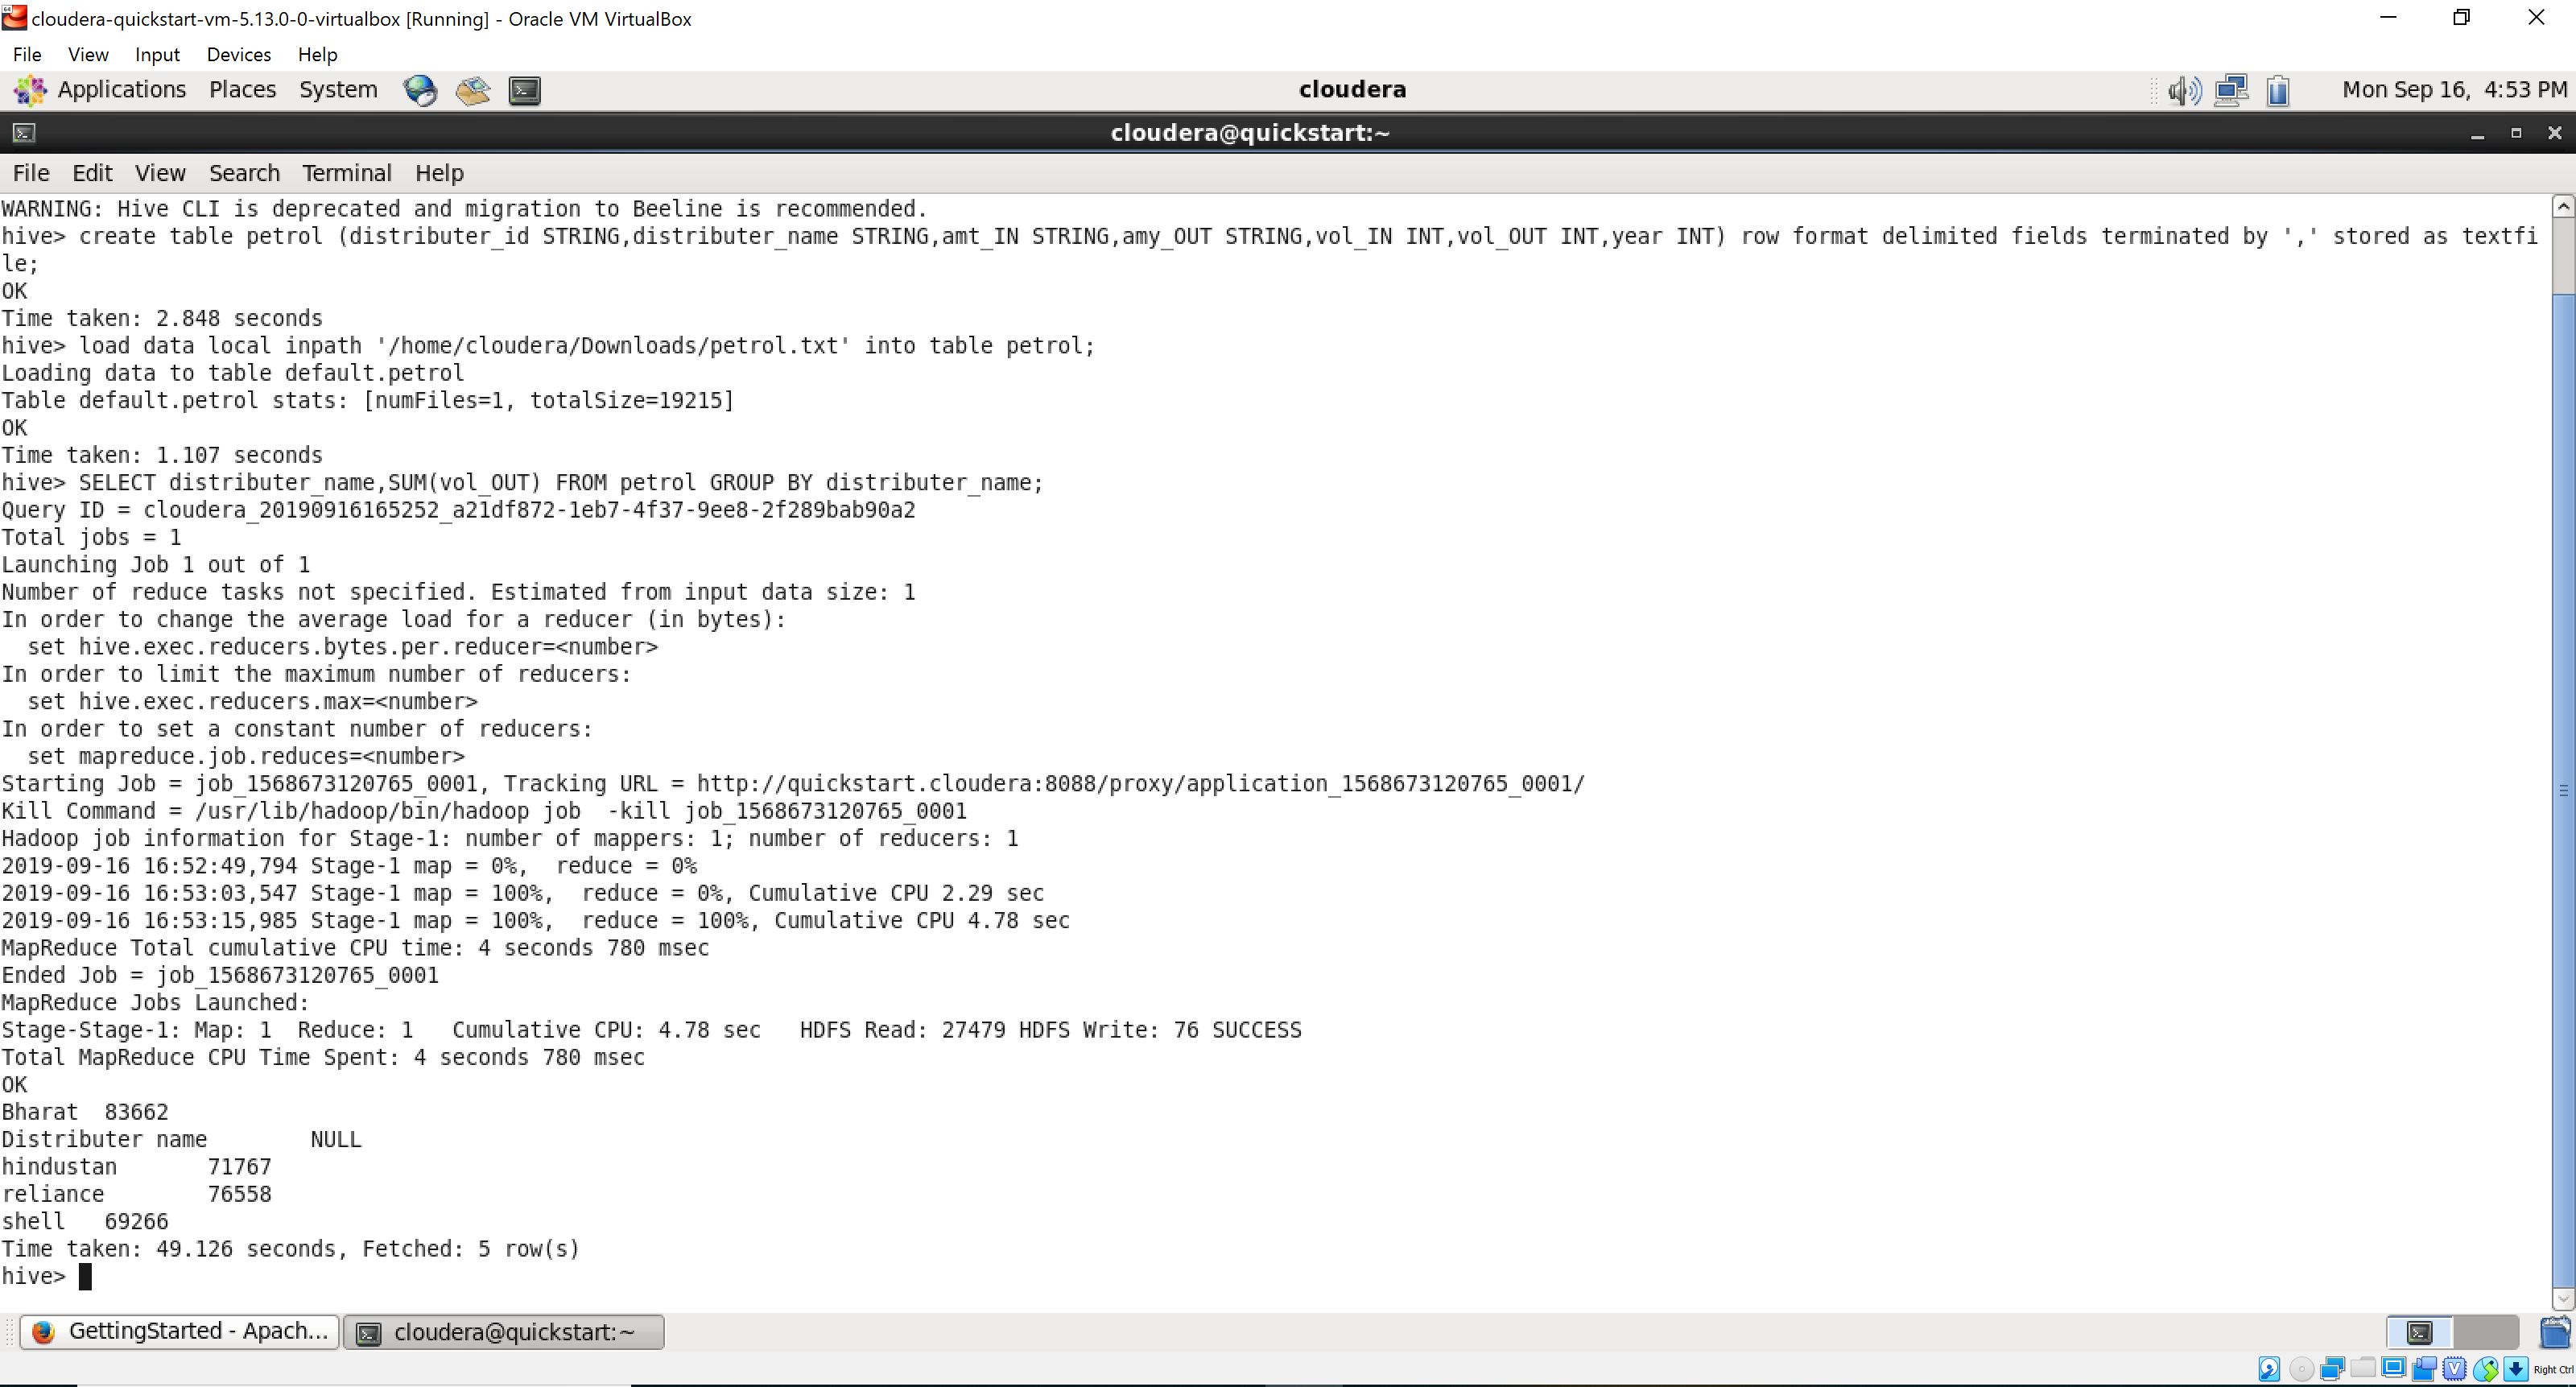 cloudera-quickstart-vm-5.13.0-0-virtualbox [Running] - Oracle VM VirtualBox
File View Input Devices Help
Applications Places System cloudera Mon Sep 16, 4:53 PM
cloudera@quickstart:~
File Edit View Search Terminal Help
WARNING: Hive CLI is deprecated and migration to Beeline is recommended.
hive> create table petrol (distributer_id STRING,distributer_name STRING,amt_IN STRING,amy_OUT STRING,vol_IN INT,vol_OUT INT,year INT) row format delimited fields terminated by ',' stored as textfi
le;
OK
Time taken: 2.848 seconds
hive> load data local inpath '/home/cloudera/Downloads/petrol.txt' into table petrol;
Loading data to table default.petrol
Table default.petrol stats: [numFiles=1, totalSize=19215]
OK
Time taken: 1.107 seconds
hive> SELECT distributer_name,SUM(vol_OUT) FROM petrol GROUP BY distributer_name;
Query ID = cloudera_20190916165252_a21df872-1eb7-4f37-9ee8-2f289bab90a2
Total jobs = 1
Launching Job 1 out of 1
Number of reduce tasks not specified. Estimated from input data size: 1
In order to change the average load for a reducer (in bytes):
  set hive.exec.reducers.bytes.per.reducer=<number>
In order to limit the maximum number of reducers:
  set hive.exec.reducers.max=<number>
In order to set a constant number of reducers:
  set mapreduce.job.reduces=<number>
Starting Job = job_1568673120765_0001, Tracking URL = http://quickstart.cloudera:8088/proxy/application_1568673120765_0001/
Kill Command = /usr/lib/hadoop/bin/hadoop job  -kill job_1568673120765_0001
Hadoop job information for Stage-1: number of mappers: 1; number of reducers: 1
2019-09-16 16:52:49,794 Stage-1 map = 0%,  reduce = 0%
2019-09-16 16:53:03,547 Stage-1 map = 100%,  reduce = 0%, Cumulative CPU 2.29 sec
2019-09-16 16:53:15,985 Stage-1 map = 100%,  reduce = 100%, Cumulative CPU 4.78 sec
MapReduce Total cumulative CPU time: 4 seconds 780 msec
Ended Job = job_1568673120765_0001
MapReduce Jobs Launched:
Stage-Stage-1: Map: 1  Reduce: 1   Cumulative CPU: 4.78 sec   HDFS Read: 27479 HDFS Write: 76 SUCCESS
Total MapReduce CPU Time Spent: 4 seconds 780 msec
OK
Bharat  83662
Distributer name        NULL
hindustan       71767
reliance        76558
shell   69266
Time taken: 49.126 seconds, Fetched: 5 row(s)
hive>
GettingStarted - Apach... cloudera@quickstart:~
Right Ctrl